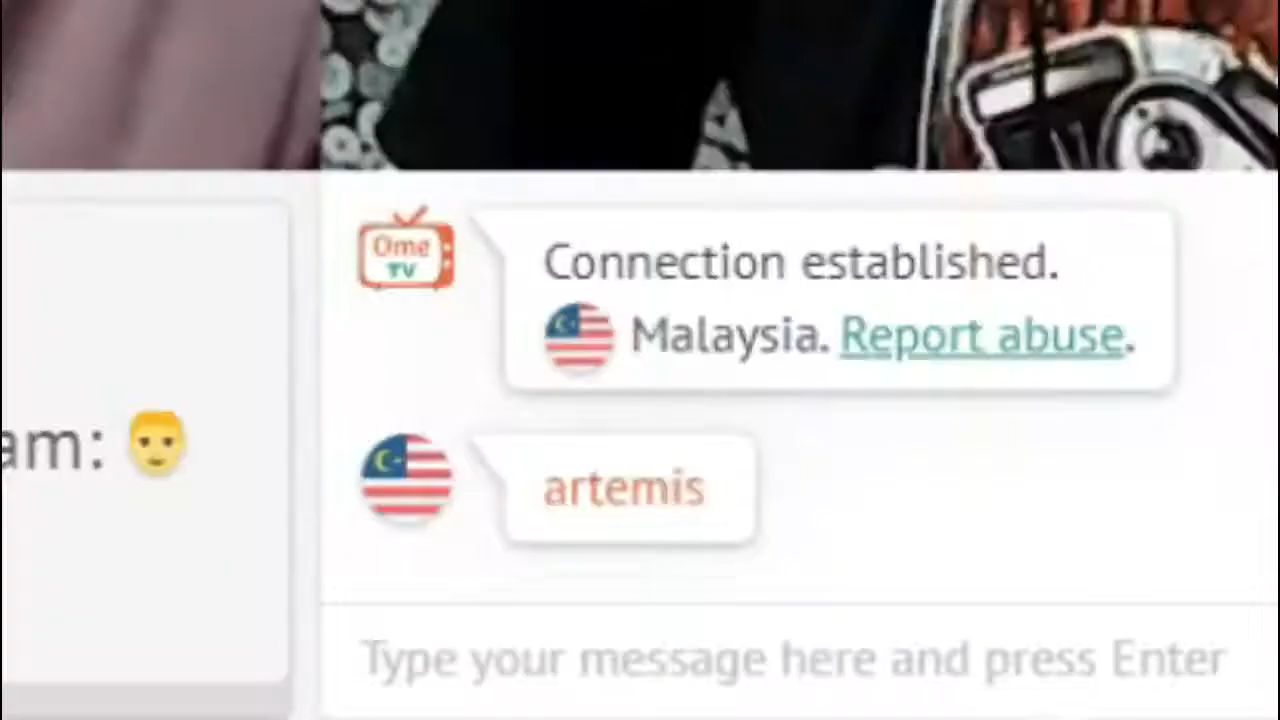 Ome
TV
Connection established.
Malaysia. Report abuse.
am:
artemis
Type your message here and press Enter